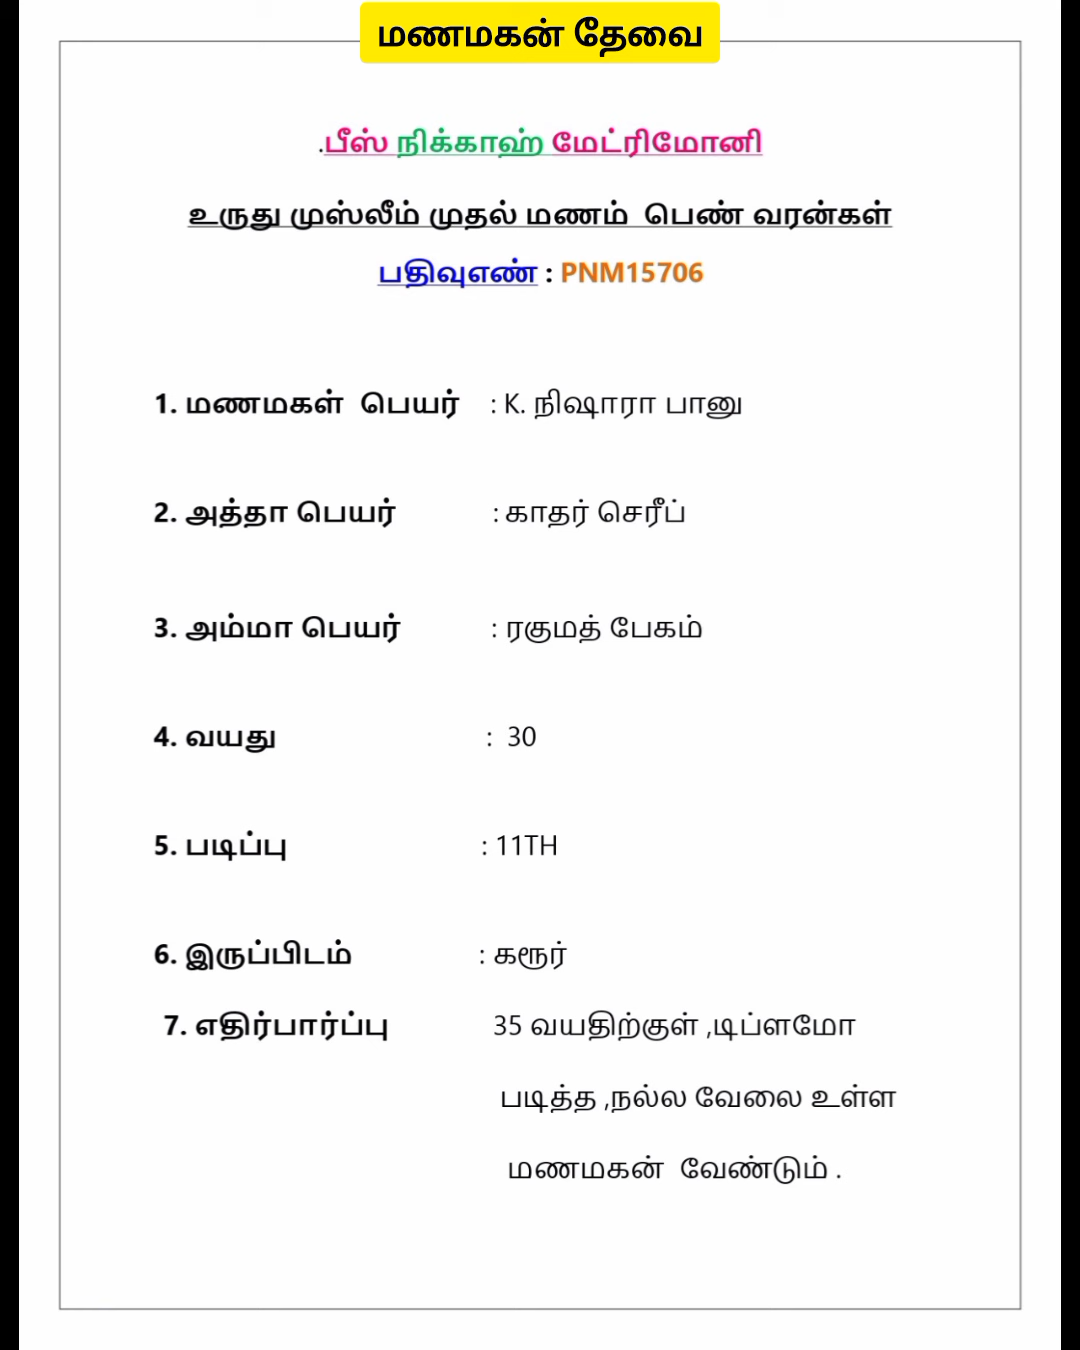 மணமகன் தேவை
.பீஸ் நிக்காஹ் மேட்ரிமோனி
உருது முஸ்லீம் முதல் மணம் பெண் வரன்கள்
பதிவுஎண் : PNM15706
1. மணமகள் பெயர் : K. நிஷாரா பானு
2. அத்தா பெயர் : காதர் செரீப்
3. அம்மா பெயர் : ரகுமத் பேகம்
4. வயது : 30
5. படிப்பு : 11TH
6. இருப்பிடம் : கரூர்
7. எதிர்பார்ப்பு 35 வயதிற்குள் ,டிப்ளமோ
படித்த ,நல்ல வேலை உள்ள
மணமகன் வேண்டும் .